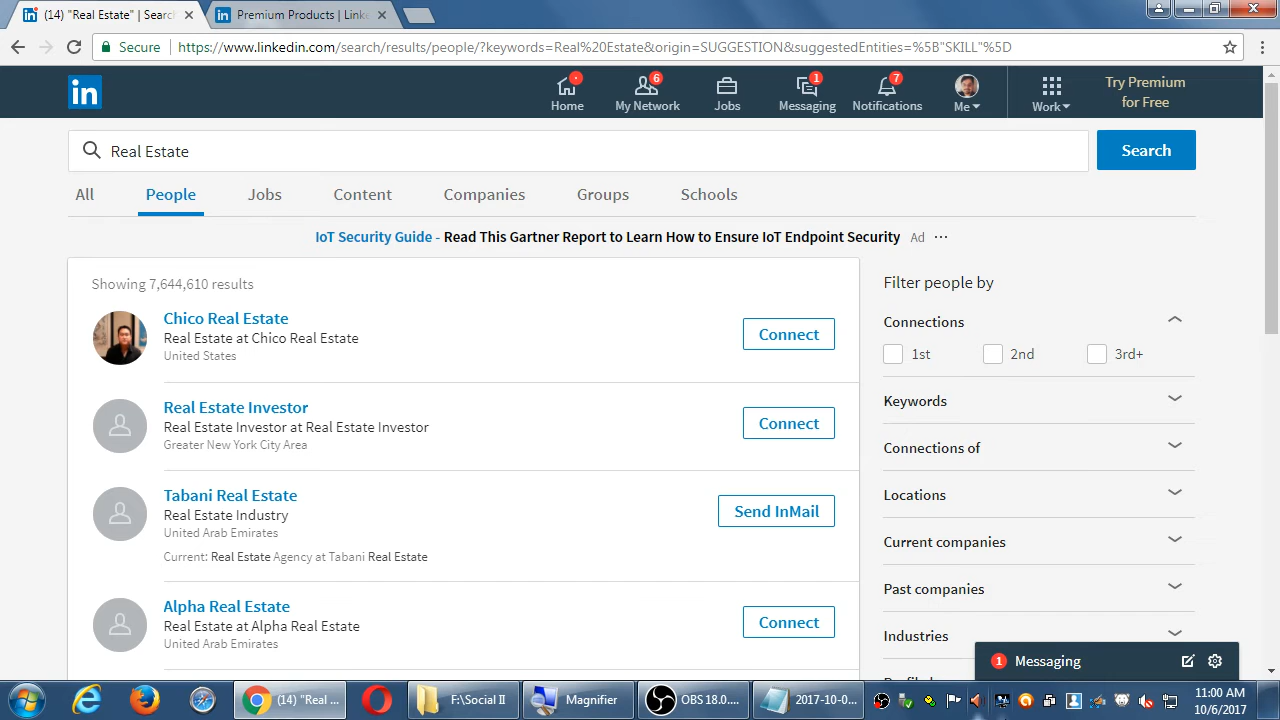 (14) "Real Estate" | Searc
Premium Products | Linke
Secure
https://www.linkedin.com/search/results/people/?keywords=Real%20Estate&origin=SUGGESTION&suggestedEntities=%5B"SKILL"%5D
in
Home
My Network
6
Jobs
Messaging
1
Notifications
7
Me
Work
Try Premium
for Free
Real Estate
Search
All
People
Jobs
Content
Companies
Groups
Schools
IoT Security Guide - Read This Gartner Report to Learn How to Ensure IoT Endpoint Security Ad ...
Showing 7,644,610 results
Chico Real Estate
Real Estate at Chico Real Estate
United States
Connect
Real Estate Investor
Real Estate Investor at Real Estate Investor
Greater New York City Area
Connect
Tabani Real Estate
Real Estate Industry
United Arab Emirates
Current: Real Estate Agency at Tabani Real Estate
Send InMail
Alpha Real Estate
Real Estate at Alpha Real Estate
United Arab Emirates
Connect
Filter people by
Connections
1st
2nd
3rd+
Keywords
Connections of
Locations
Current companies
Past companies
Industries
1 Messaging
(14) "Real ...
F:\Social II
Magnifier
OBS 18.0....
2017-10-0...
11:00 AM
10/6/2017